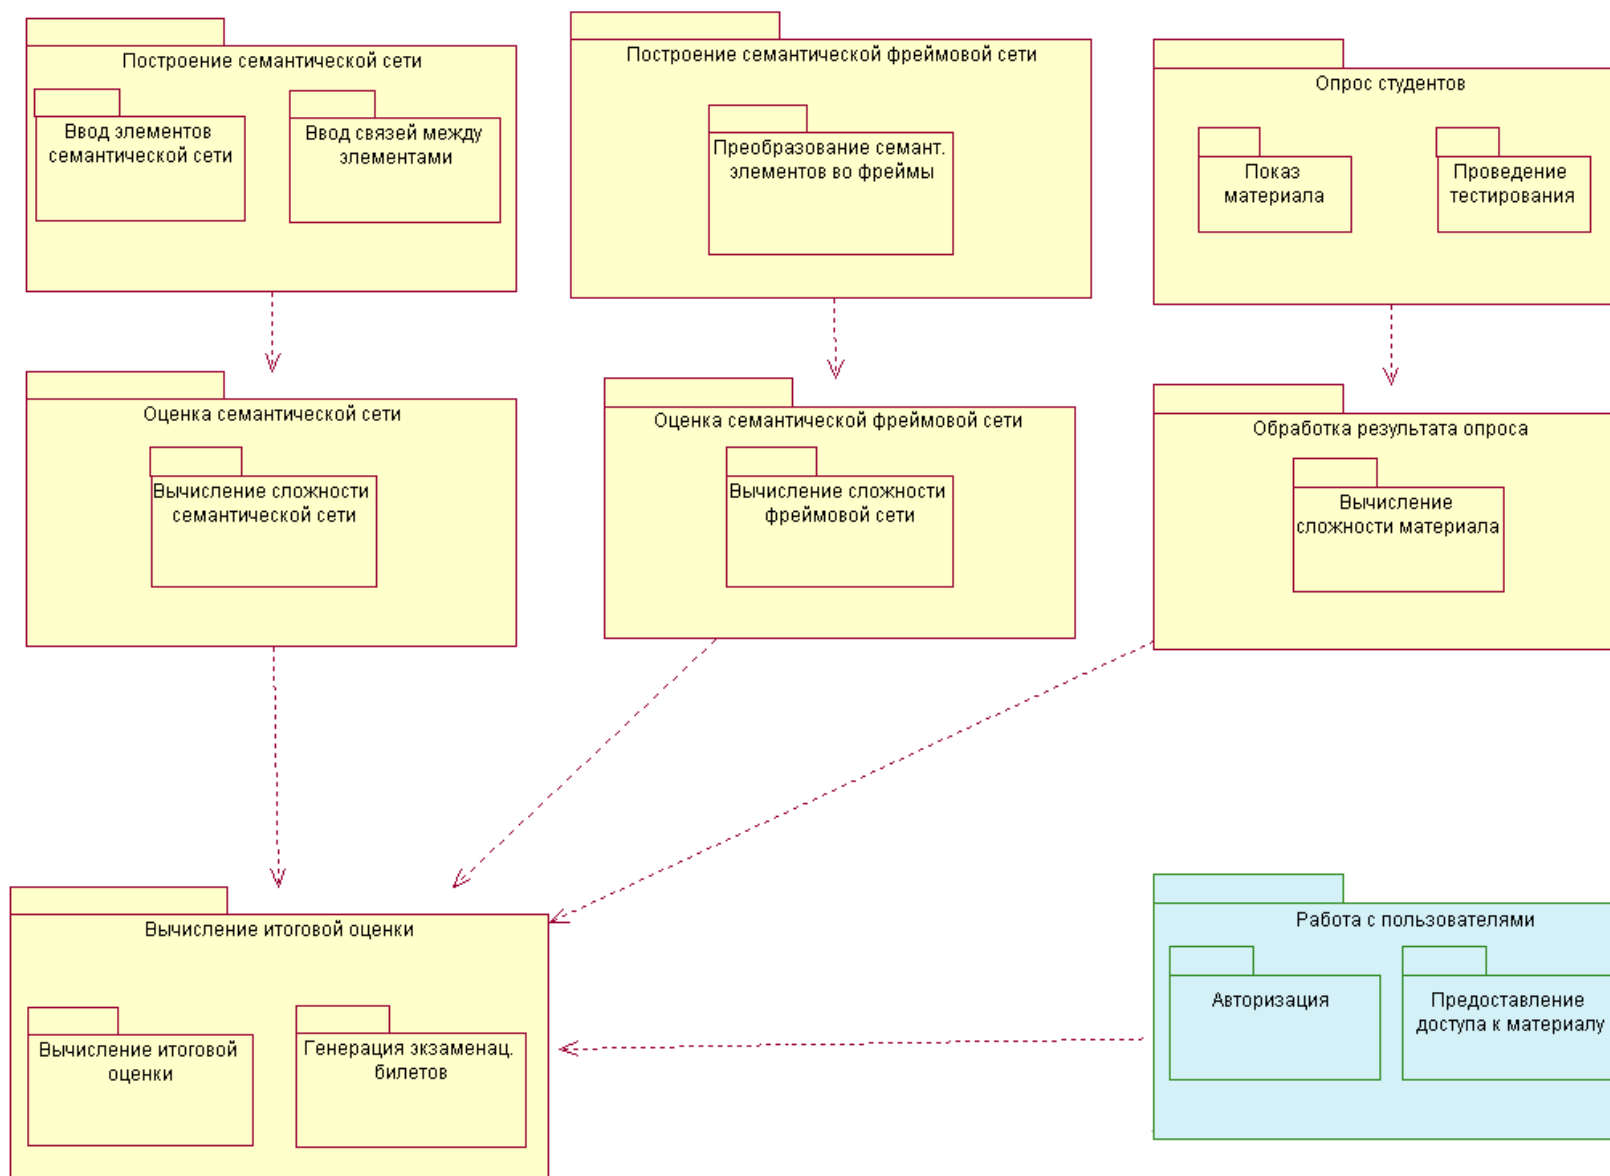 Построение семантической сети
Ввод элементов
семантической сети
Ввод связей между
элементами
Построение семантической фреймовой сети
Преобразование семант.
элементов во фреймы
Опрос студентов
Показ
материала
Проведение
тестирования
Оценка семантической сети
Вычисление сложности
семантической сети
Оценка семантической фреймовой сети
Вычисление сложности
фреймовой сети
Обработка результата опроса
Вычисление
сложности материала
Вычисление итоговой оценки
Вычисление итоговой
оценки
Генерация экзаменац.
билетов
Работа с пользователями
Авторизация
Предоставление
доступа к материалу